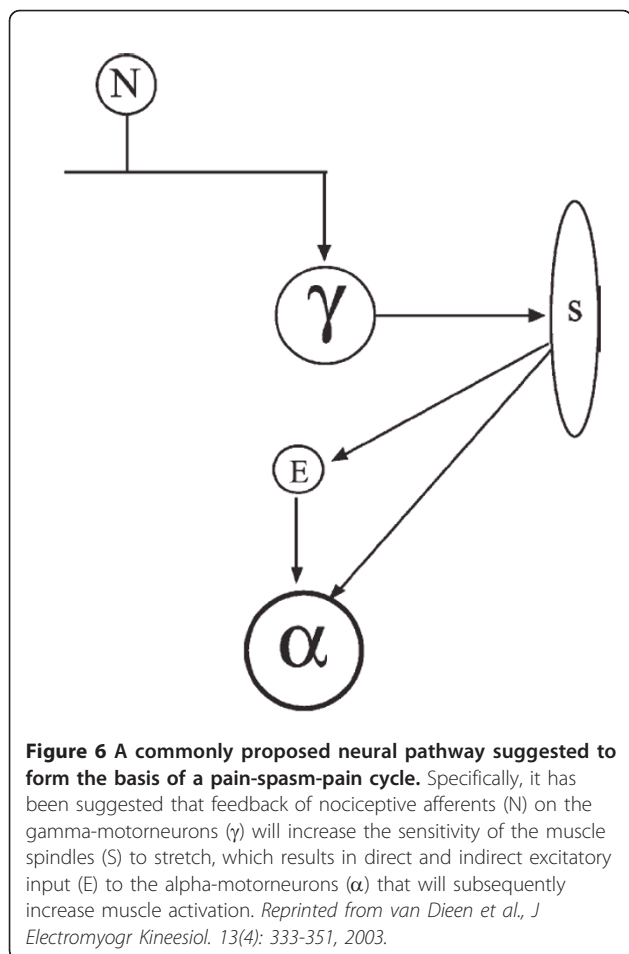 N
γ
s
E
α
Figure 6 A commonly proposed neural pathway suggested to
form the basis of a pain-spasm-pain cycle. Specifically, it has
been suggested that feedback of nociceptive afferents (N) on the
gamma-motorneurons (γ) will increase the sensitivity of the muscle
spindles (S) to stretch, which results in direct and indirect excitatory
input (E) to the alpha-motorneurons (α) that will subsequently
increase muscle activation. Reprinted from van Dieen et al., J
Electromyogr Kineesiol. 13(4): 333-351, 2003.